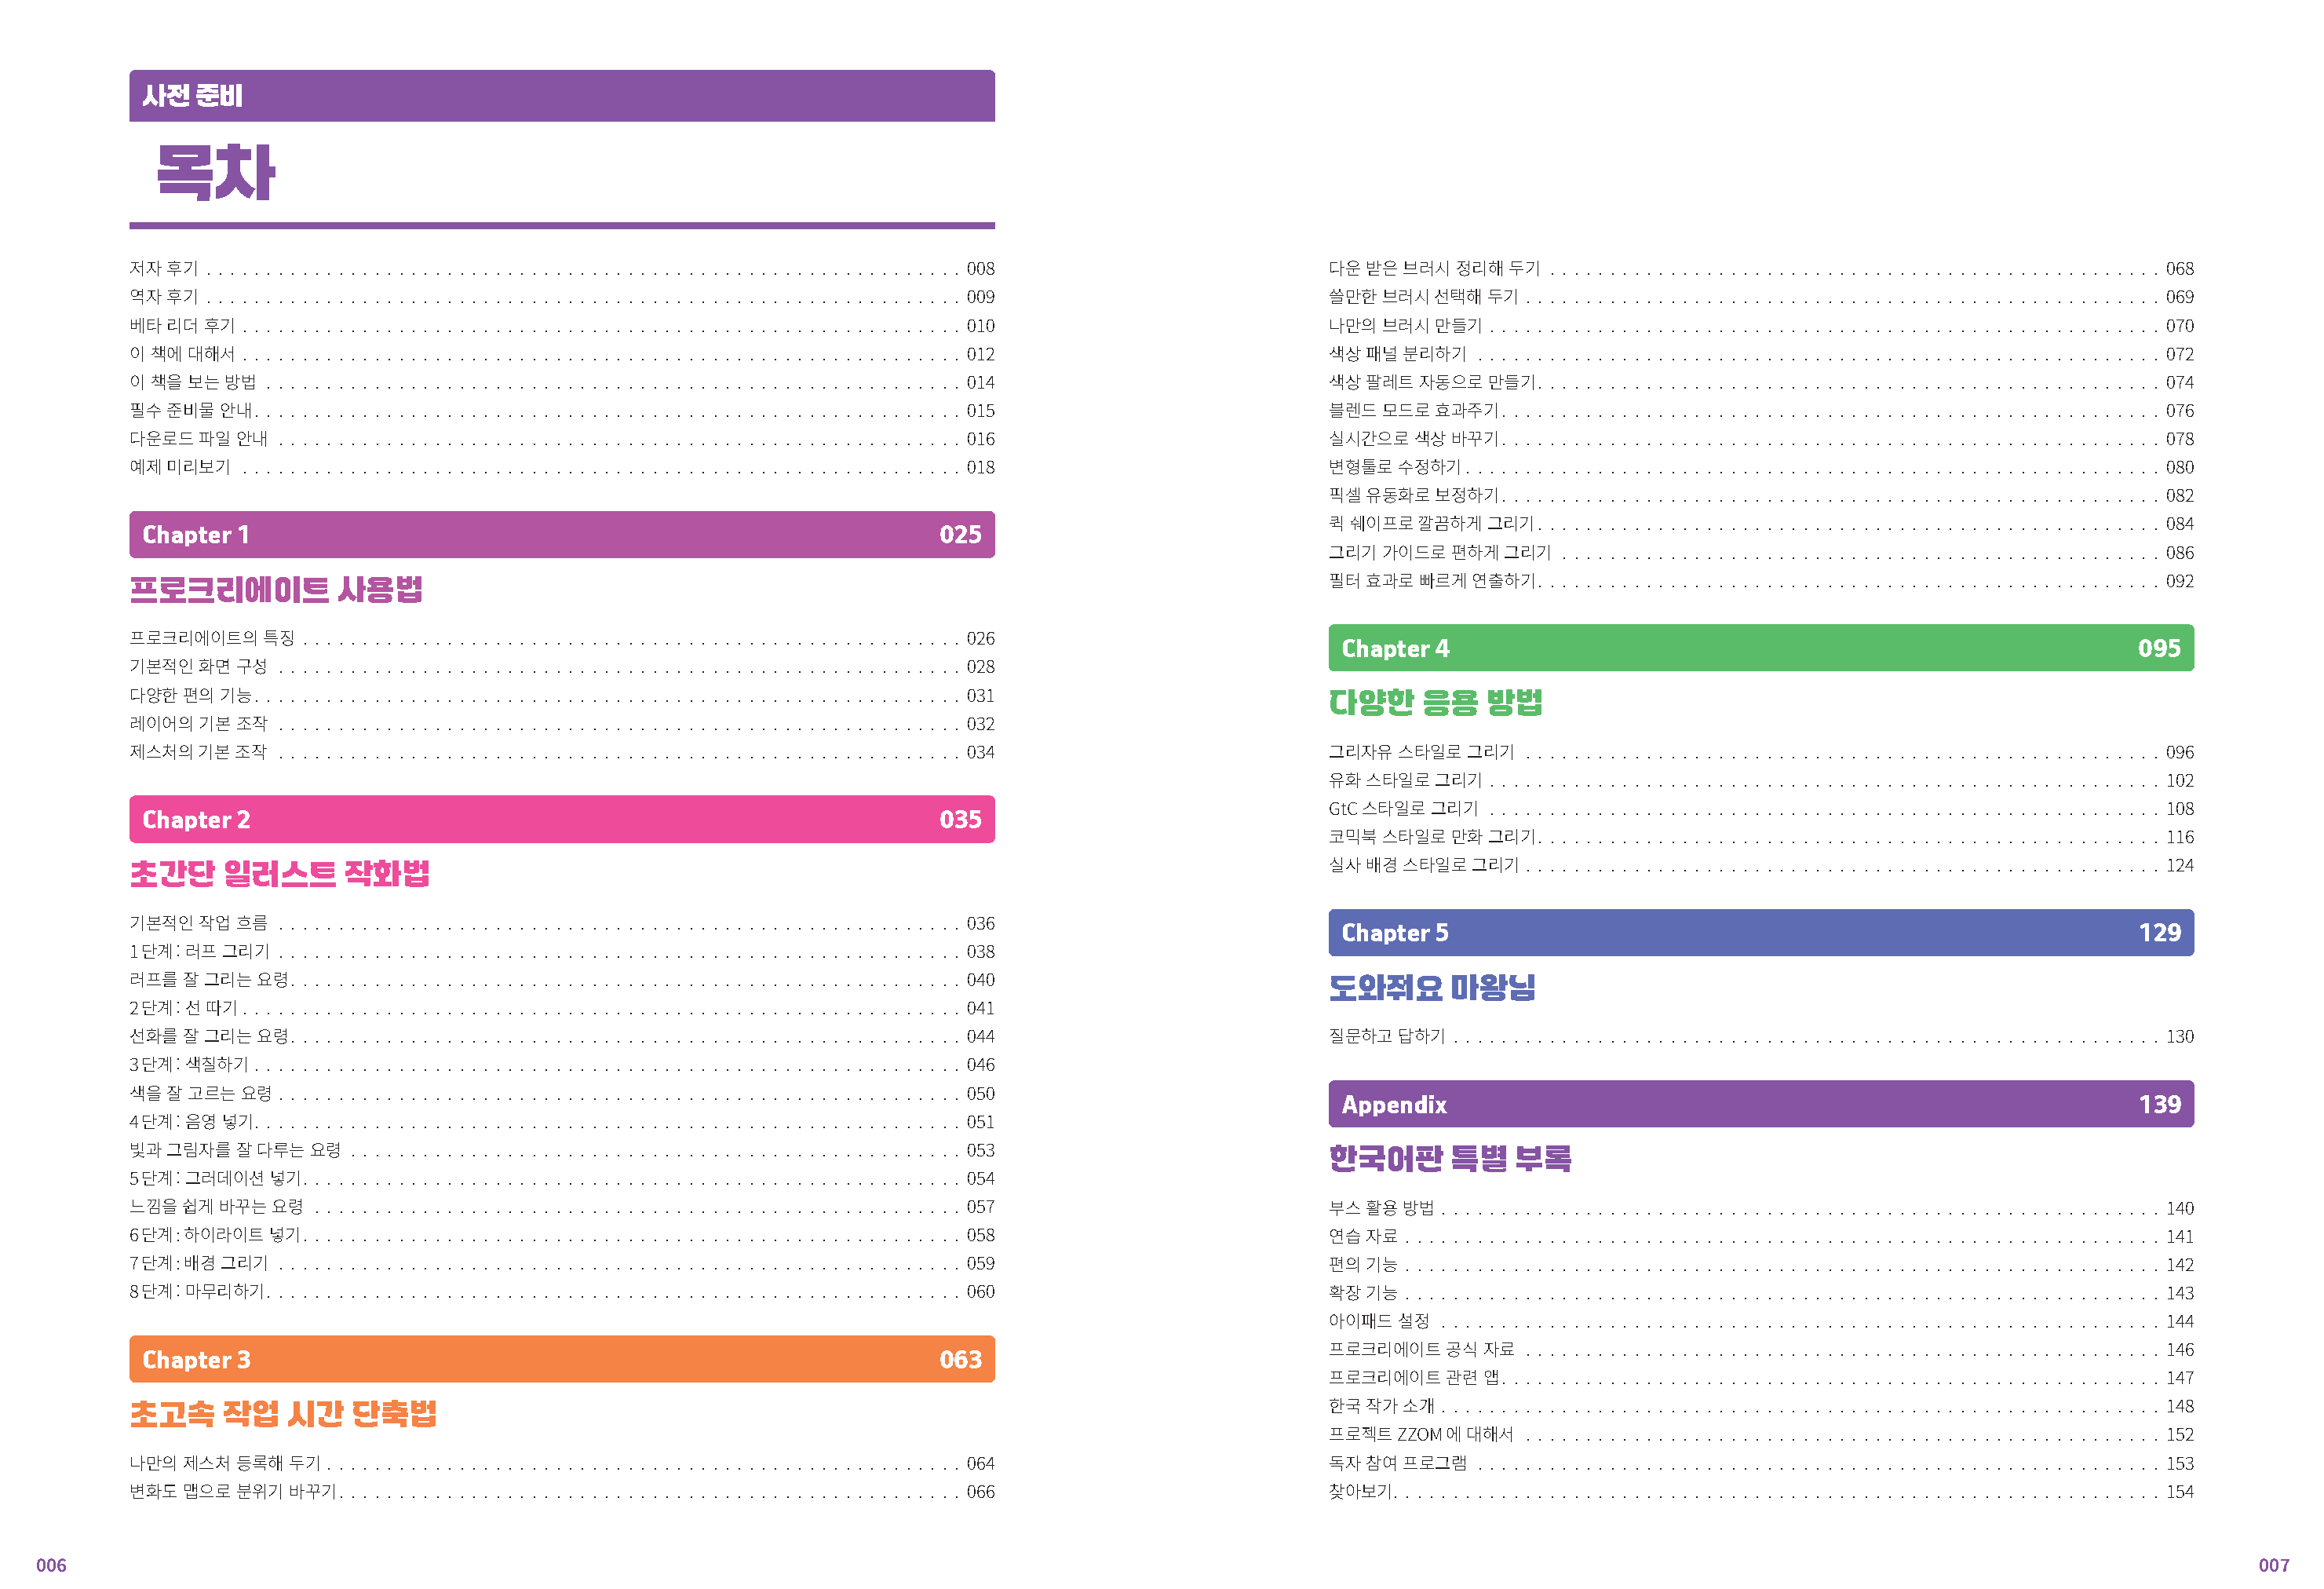 사전 준비
목차
저자 후기 008
역자 후기 009
베타 리더 후기 010
이 책에 대해서 012
이 책을 보는 방법 014
필수 준비물 안내 015
다운로드 파일 안내 016
예제 미리보기 018
Chapter 1 025
프로크리에이트 사용법
프로크리에이트의 특징 026
기본적인 화면 구성 028
다양한 편의 기능 031
레이어의 기본 조작 032
제스처의 기본 조작 034
Chapter 2 035
초간단 일러스트 작화법
기본적인 작업 흐름 036
1단계: 러프 그리기 038
러프를 잘 그리는 요령 040
2단계: 선 따기 041
선화를 잘 그리는 요령 044
3단계: 색칠하기 046
색을 잘 고르는 요령 050
4단계: 음영 넣기 051
빛과 그림자를 잘 다루는 요령 053
5단계: 그러데이션 넣기 054
느낌을 쉽게 바꾸는 요령 057
6단계: 하이라이트 넣기 058
7단계: 배경 그리기 059
8단계: 마무리하기 060
Chapter 3 063
초고속 작업 시간 단축법
나만의 제스처 등록해 두기 064
변화도 맵으로 분위기 바꾸기 066
다운 받은 브러시 정리해 두기 068
쓸만한 브러시 선택해 두기 069
나만의 브러시 만들기 070
색상 패널 분리하기 072
색상 팔레트 자동으로 만들기 074
블렌드 모드로 효과주기 076
실시간으로 색상 바꾸기 078
변형툴로 수정하기 080
픽셀 유동화로 보정하기 082
퀵 쉐이프로 깔끔하게 그리기 084
그리기 가이드로 편하게 그리기 086
필터 효과로 빠르게 연출하기 092
Chapter 4 095
다양한 응용 방법
그리자유 스타일로 그리기 096
유화 스타일로 그리기 102
GtC 스타일로 그리기 108
코믹북 스타일로 만화 그리기 116
실사 배경 스타일로 그리기 124
Chapter 5 129
도와줘요 마왕님
질문하고 답하기 130
Appendix 139
한국어판 특별 부록
부스 활용 방법 140
연습 자료 141
편의 기능 142
확장 기능 143
아이패드 설정 144
프로크리에이트 공식 자료 146
프로크리에이트 관련 앱 147
한국 작가 소개 148
프로젝트 ZZOM에 대해서 152
독자 참여 프로그램 153
찾아보기 154
006
007